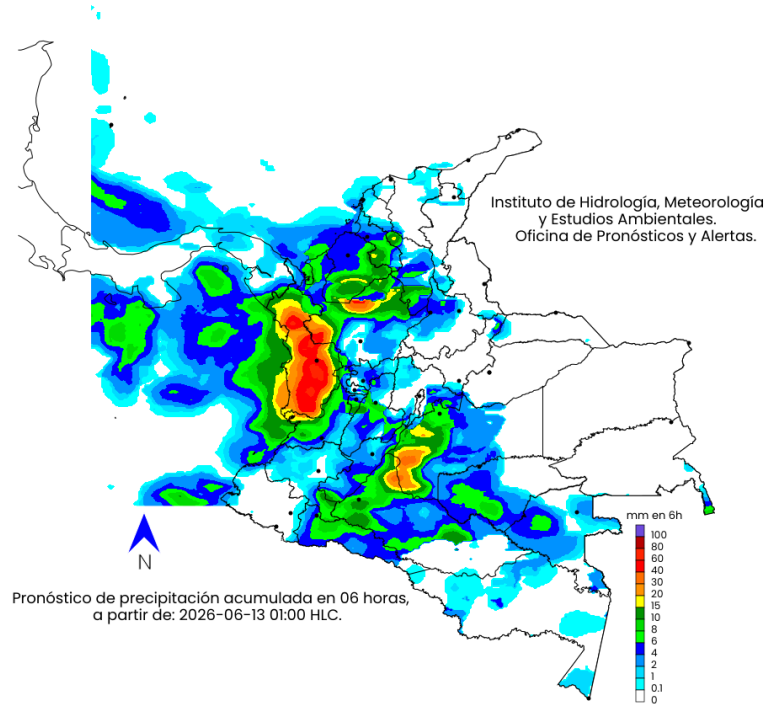 Instituto de Hidrología, Meteorología
y Estudios Ambientales.
Oficina de Pronósticos y Alertas.
mm en 6h
100
80
60
40
30
20
15
10
8
6
4
2
1
0.1
0
N
Pronóstico de precipitación acumulada en 06 horas,
a partir de: 2026-06-13 01:00 HLC.